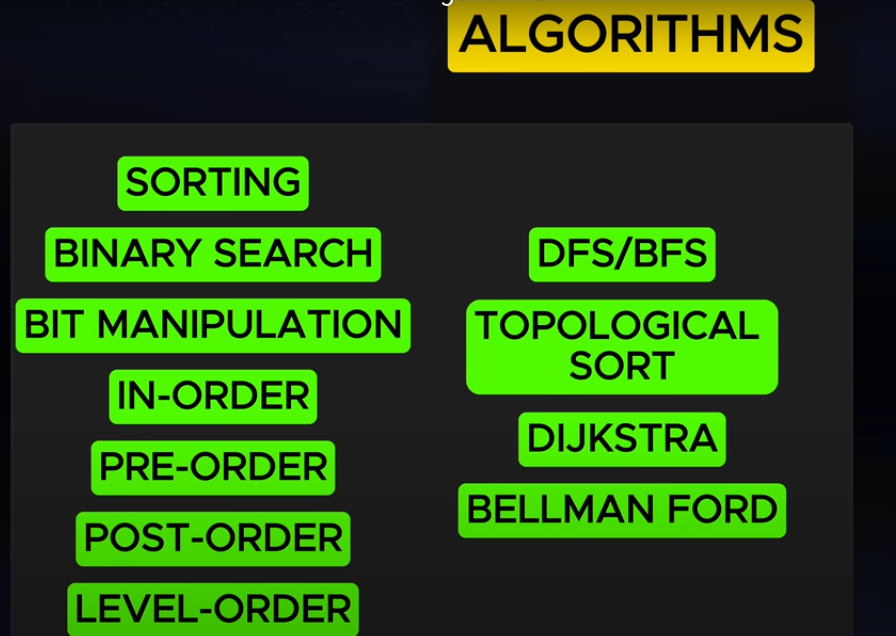 ALGORITHMS
SORTING
BINARY SEARCH
BIT MANIPULATION
IN-ORDER
PRE-ORDER
POST-ORDER
LEVEL-ORDER
DFS/BFS
TOPOLOGICAL
SORT
DIJKSTRA
BELLMAN FORD